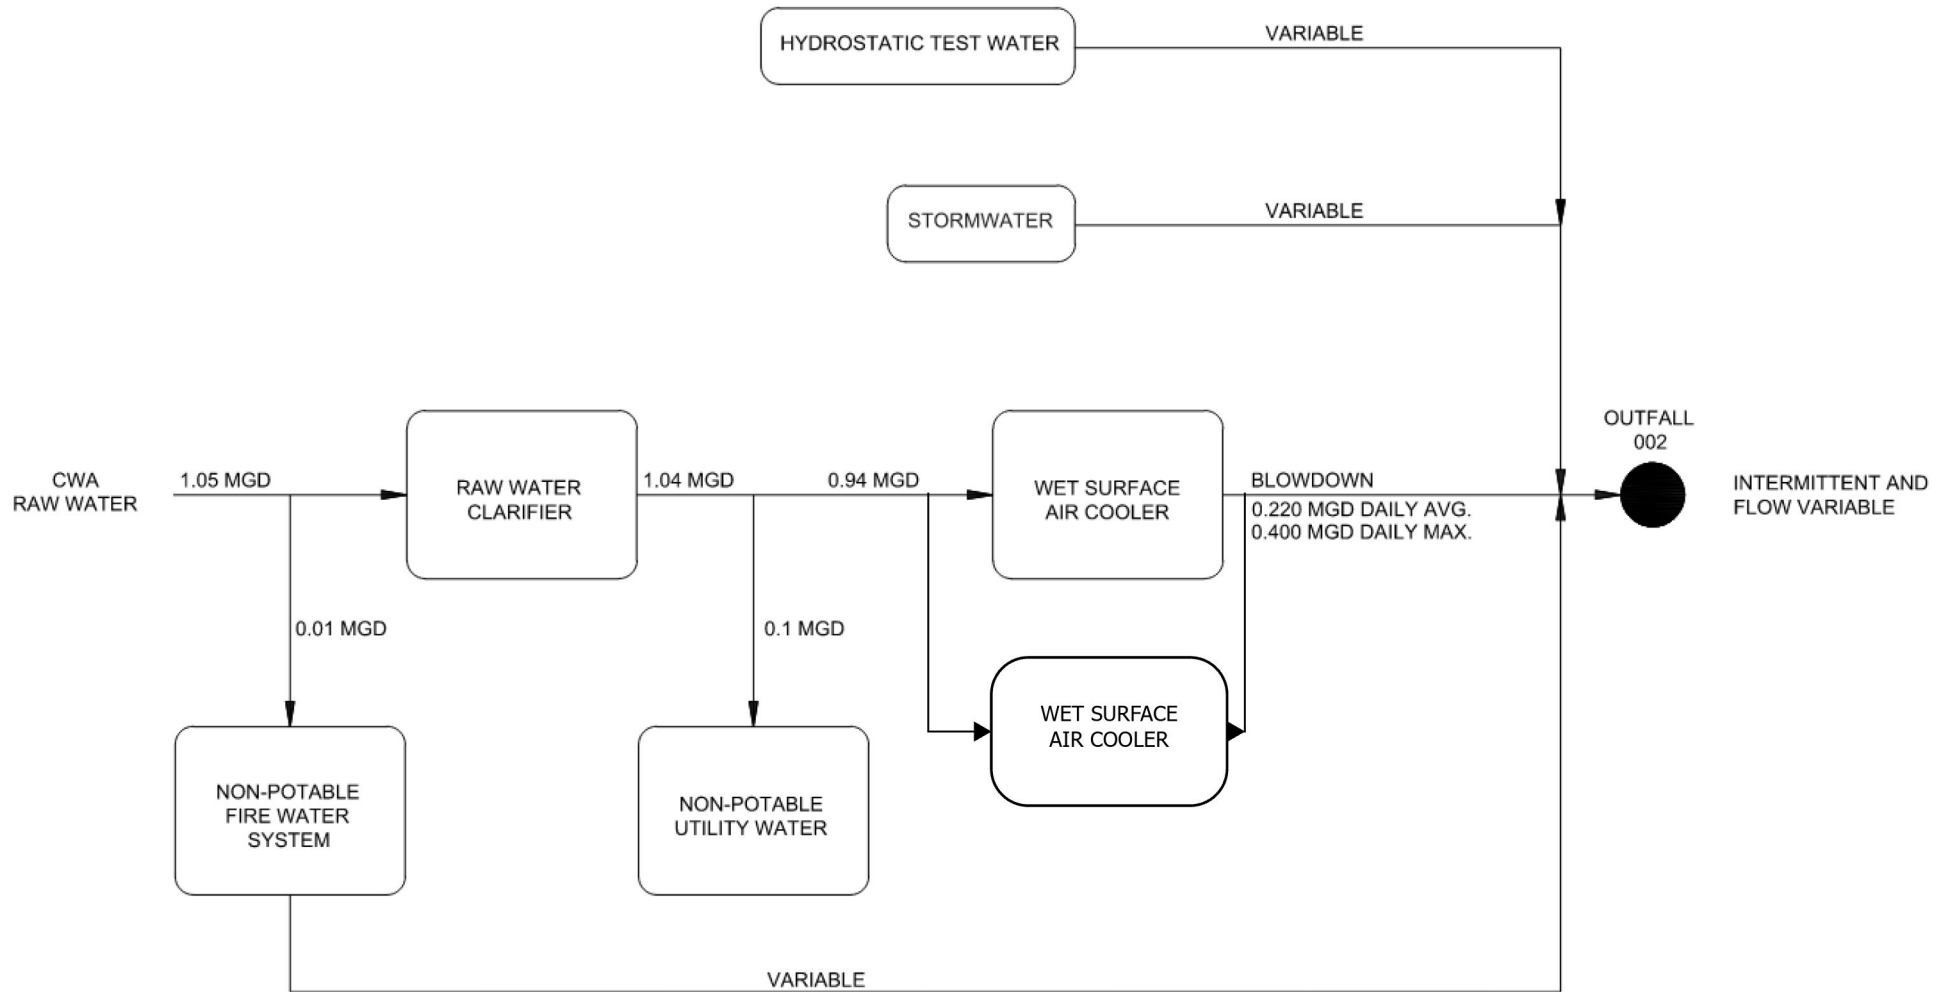 HYDROSTATIC TEST WATER
VARIABLE
STORMWATER
VARIABLE
OUTFALL
002
CWA
RAW WATER
1.05 MGD
RAW WATER
CLARIFIER
1.04 MGD
0.94 MGD
WET SURFACE
AIR COOLER
BLOWDOWN
0.220 MGD DAILY AVG.
0.400 MGD DAILY MAX.
INTERMITTENT AND
FLOW VARIABLE
0.01 MGD
0.1 MGD
WET SURFACE
AIR COOLER
NON-POTABLE
FIRE WATER
SYSTEM
NON-POTABLE
UTILITY WATER
VARIABLE